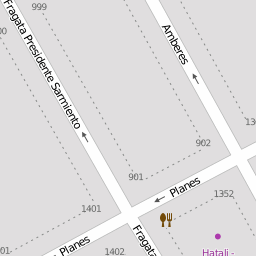 999
Fragata Presidente Sarmiento
Amberes
902
901
Planes
1352
1401
Planes
1402
Fragata
Hatali -